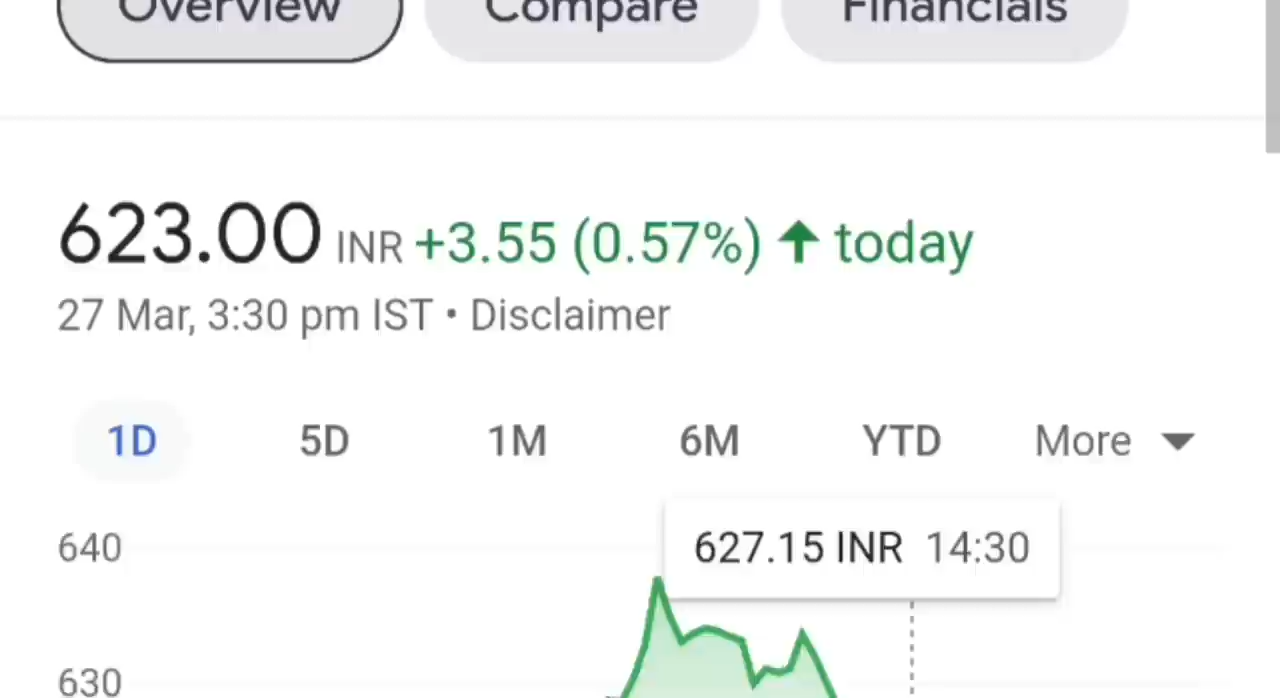 Overview Compare Financials
623.00 INR +3.55 (0.57%) ↑ today
27 Mar, 3:30 pm IST • Disclaimer
1D 5D 1M 6M YTD More
640
627.15 INR 14:30
630